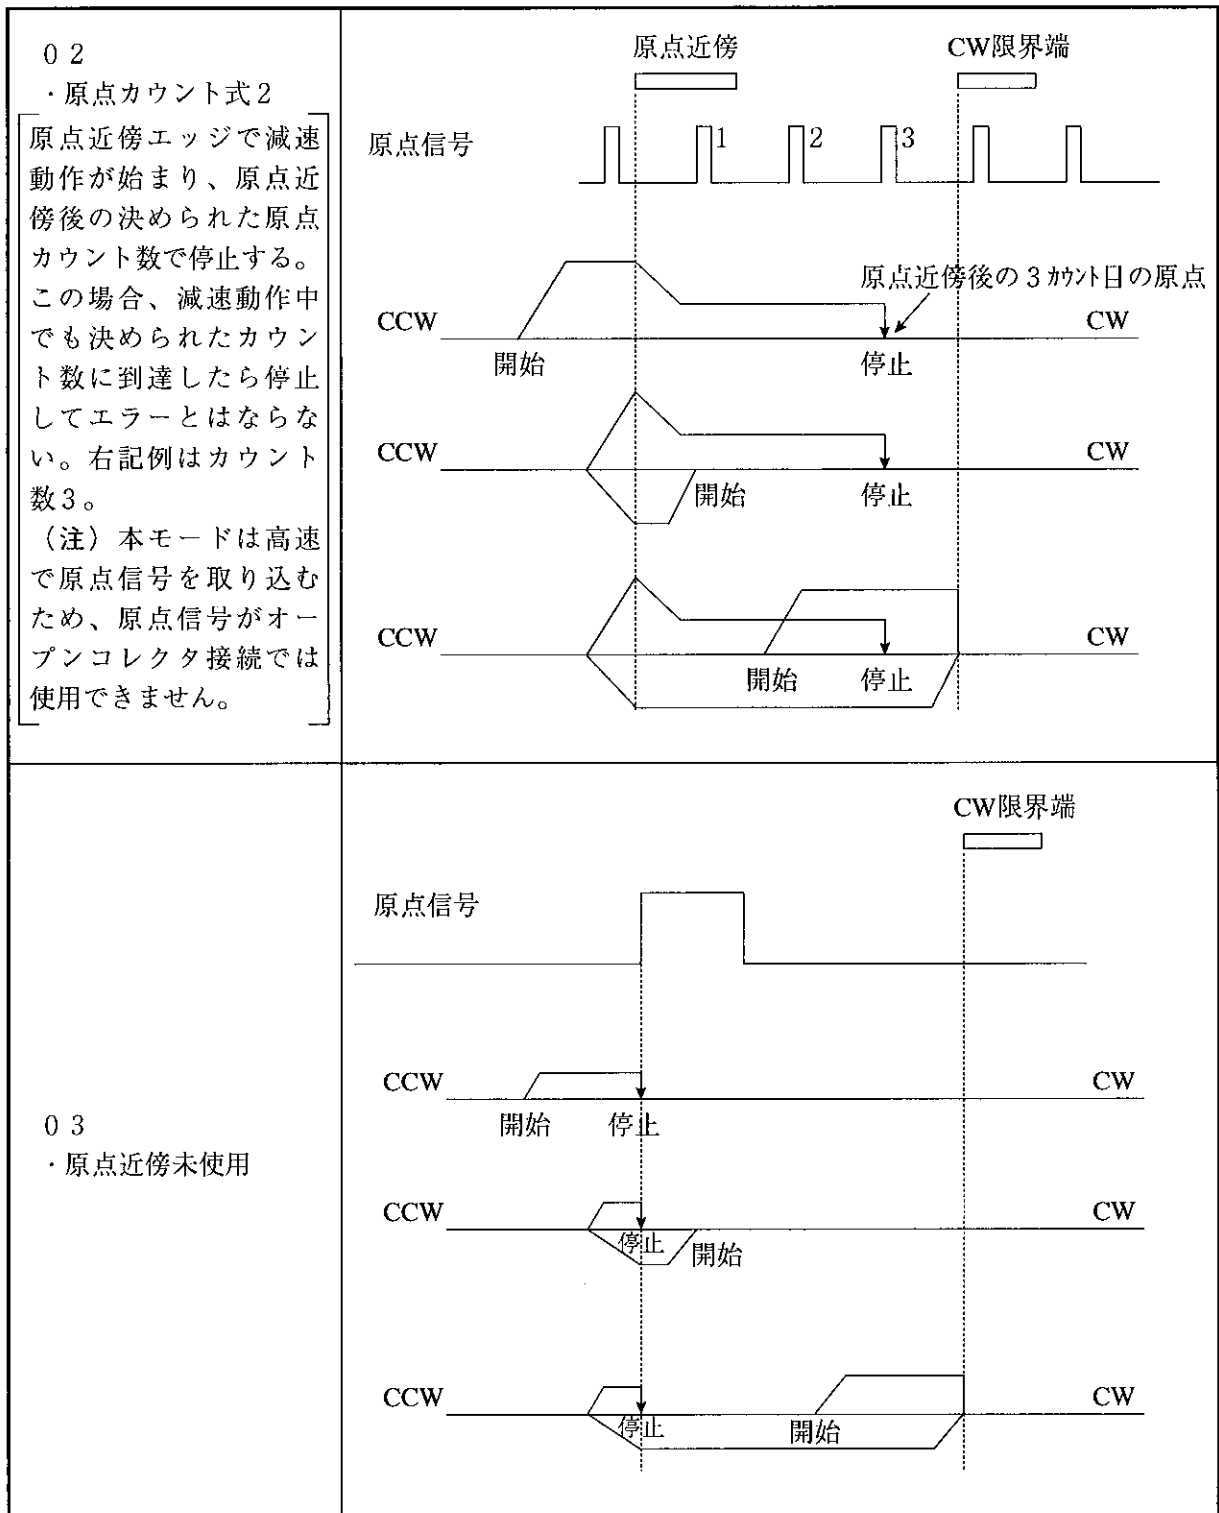 02
・原点カウント式2
原点近傍エッジで減速
動作が始まり、原点近
傍後の決められた原点
カウント数で停止する。
この場合、減速動作中
でも決められたカウン
ト数に到達したら停止
してエラーとはならな
い。右記例はカウント
数3。
(注)本モードは高速
で原点信号を取り込む
ため、原点信号がオー
プンコレクタ接続では
使用できません。
原点近傍
CW限界端
原点信号
1
2
3
原点近傍後の3カウント目の原点
CCW
CW
開始
停止
CCW
CW
開始
停止
CCW
CW
開始
停止
03
・原点近傍未使用
CW限界端
原点信号
CCW
CW
開始
停止
CCW
CW
停止
開始
CCW
CW
停止
開始